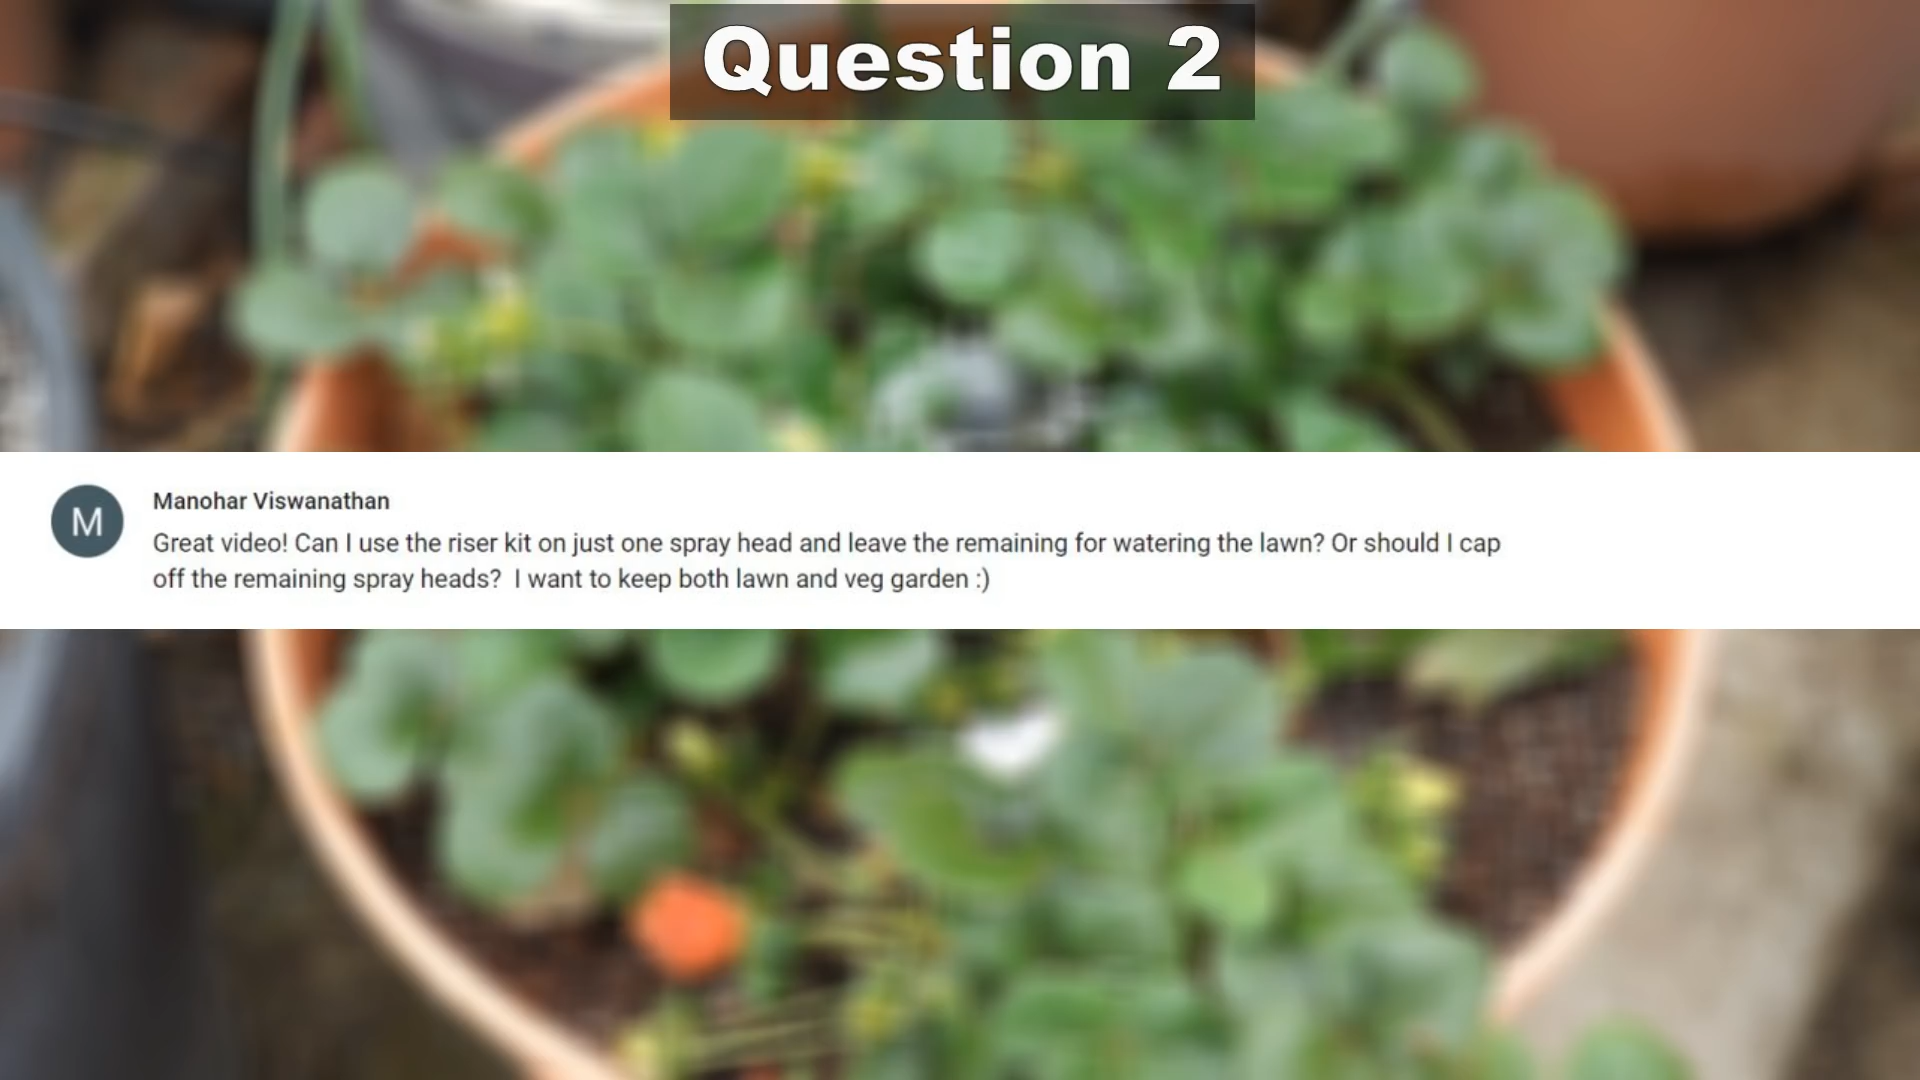 Question 2
M
Manohar Viswanathan
Great video! Can I use the riser kit on just one spray head and leave the remaining for watering the lawn? Or should I cap
off the remaining spray heads?  I want to keep both lawn and veg garden :)